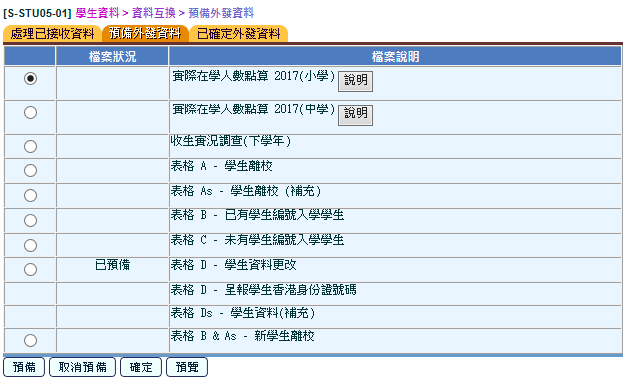 [S-STU05-01] 學生資料 > 資料互換 > 預備外發資料
處理已接收資料 預備外發資料 已確定外發資料
檔案狀況 檔案說明
實際在學人數點算 2017(小學) 說明
實際在學人數點算 2017(中學) 說明
收生實況調查(下學年)
表格 A - 學生離校
表格 As - 學生離校 (補充)
表格 B - 已有學生編號入學學生
表格 C - 未有學生編號入學學生
已預備 表格 D - 學生資料更改
表格 D - 呈報學生香港身份證號碼
表格 Ds - 學生資料(補充)
表格 B & As - 新學生離校
預備 取消預備 確定 預覽